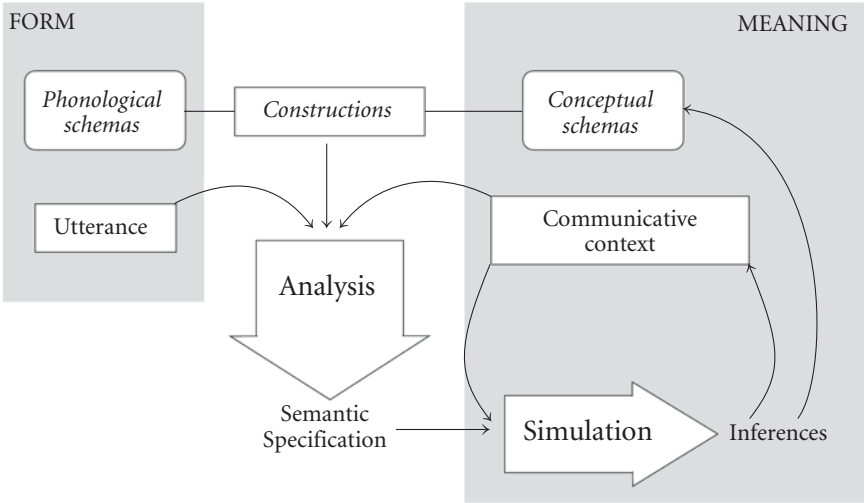 FORM
MEANING
Phonological
schemas
Constructions
Conceptual
schemas
Utterance
Communicative
context
Analysis
Semantic
Specification
Simulation
Inferences